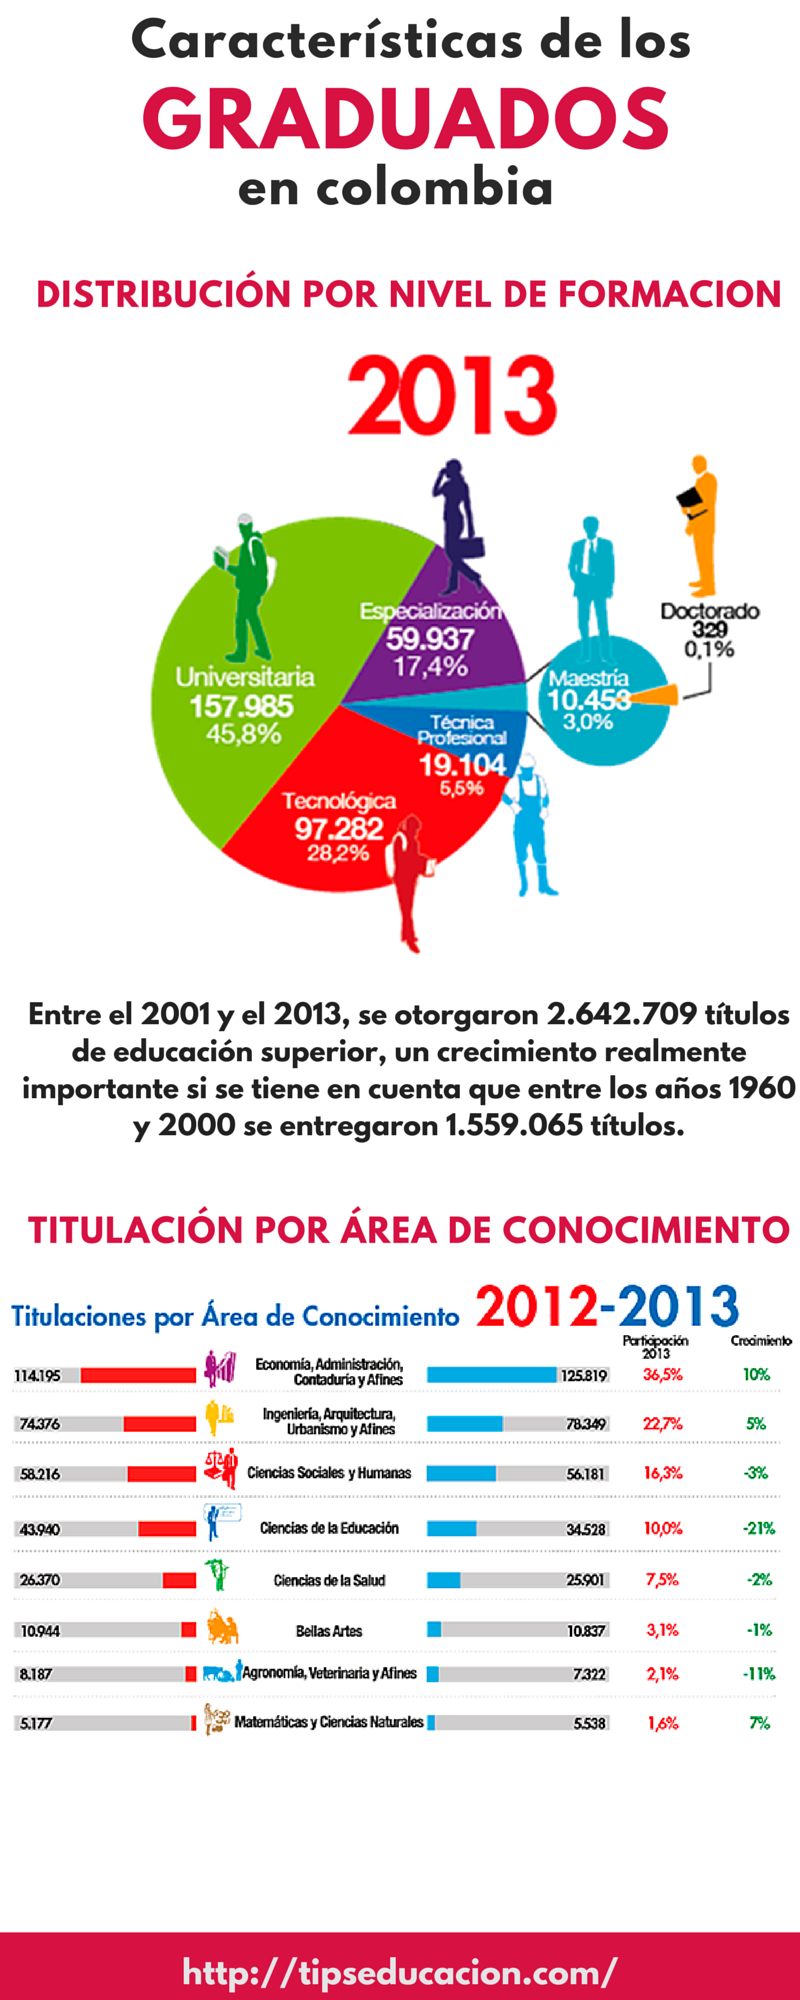 Características de los
GRADUADOS
en colombia
DISTRIBUCIÓN POR NIVEL DE FORMACION
2013
Universitaria
157.985
45,8%
Especialización
59.937
17,4%
Maestría
10.453
3,0%
Doctorado
329
0,1%
Técnica
Profesional
19.104
5,5%
Tecnológica
97.282
28,2%
Entre el 2001 y el 2013, se otorgaron 2.642.709 títulos
de educación superior, un crecimiento realmente
importante si se tiene en cuenta que entre los años 1960
y 2000 se entregaron 1.559.065 títulos.
TITULACIÓN POR ÁREA DE CONOCIMIENTO
Titulaciones por Área de Conocimiento 2012-2013
Participación
2013
Crecimiento
114.195 Economía, Administración,
Contaduría y Afines 125.819 36,5% 10%
74.376 Ingeniería, Arquitectura,
Urbanismo y Afines 78.349 22,7% 5%
58.216 Ciencias Sociales y Humanas 56.181 16,3% -3%
43.940 Ciencias de la Educación 34.528 10,0% -21%
26.370 Ciencias de la Salud 25.901 7,5% -2%
10.944 Bellas Artes 10.837 3,1% -1%
8.187 Agronomía, Veterinaria y Afines 7.322 2,1% -11%
5.177 Matemáticas y Ciencias Naturales 5.538 1,6% 7%
http://tipseducacion.com/